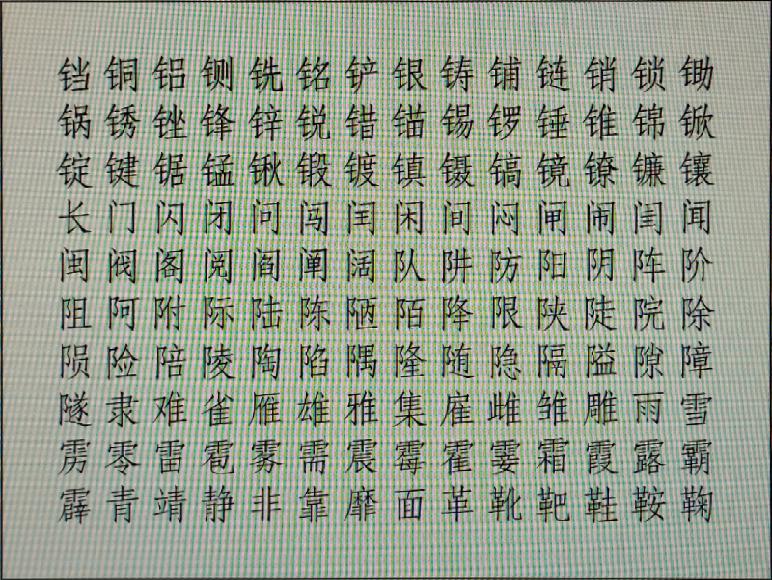 铛铜铝铡铣铭铲银铸铺链销锁锄
锅锈锉锋锌锐错锚锡锣锤锥锦锨
锭键锯锰锹锻镀镇镊镐镜镣镰镶
长门闪闭问闯闰闲间闷闸闹闺闻
闽阀阁阅阎阐阔队阱防阳阴阵阶
阻阿附际陆陈陋陌降限陕陡院除
陨险陪陵陶陷隅隆随隐隔隘隙障
隧隶难雀雁雄雅集雇雌雏雕雨雪
雳零雷雹雾需震霉霍霎霜霞露霸
霹青靖静非靠靡面革靴靶鞋鞍鞠